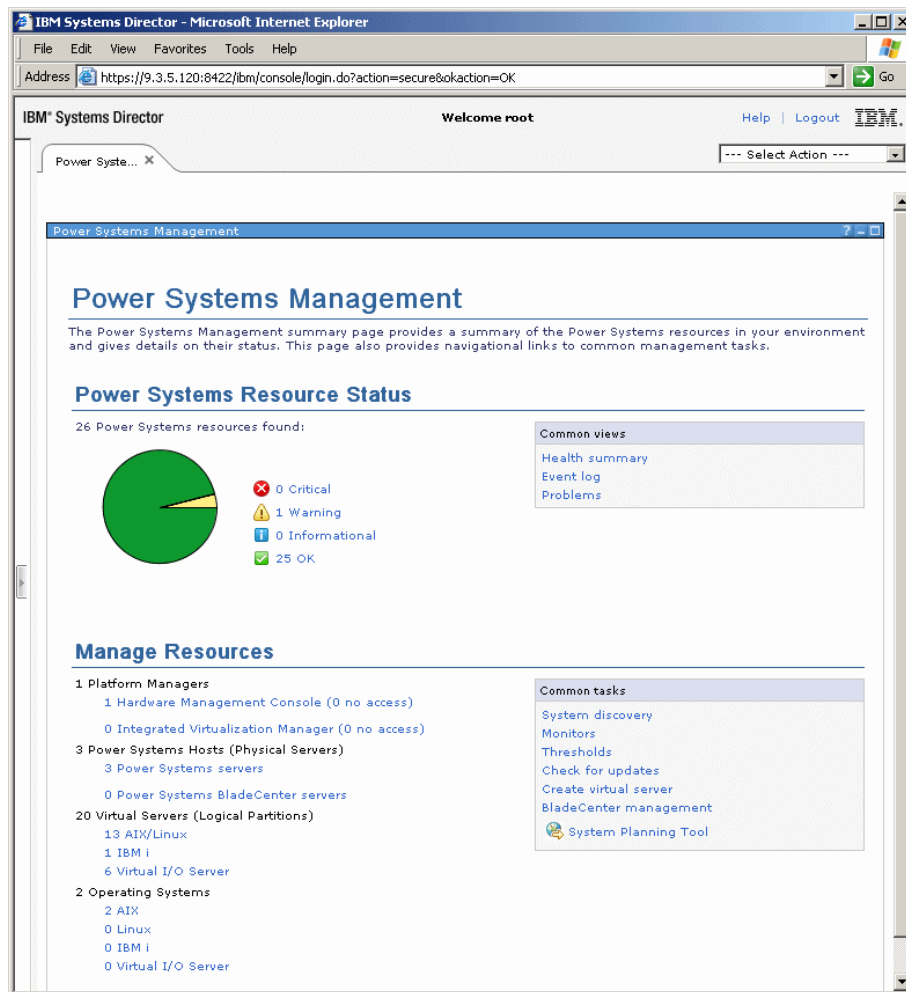 IBM Systems Director - Microsoft Internet Explorer
File Edit View Favorites Tools Help
Address https://9.3.5.120:8422/ibm/console/login.do?action=secure&okaction=OK Go
IBM® Systems Director Welcome root Help | Logout IBM.
Power Syste... --- Select Action ---
Power Systems Management
Power Systems Management
The Power Systems Management summary page provides a summary of the Power Systems resources in your environment
and gives details on their status. This page also provides navigational links to common management tasks.
Power Systems Resource Status
26 Power Systems resources found:
0 Critical
1 Warning
0 Informational
25 OK
Common views
Health summary
Event log
Problems
Manage Resources
1 Platform Managers
1 Hardware Management Console (0 no access)
0 Integrated Virtualization Manager (0 no access)
3 Power Systems Hosts (Physical Servers)
3 Power Systems servers
0 Power Systems BladeCenter servers
20 Virtual Servers (Logical Partitions)
13 AIX/Linux
1 IBM i
6 Virtual I/O Server
2 Operating Systems
2 AIX
0 Linux
0 IBM i
0 Virtual I/O Server
Common tasks
System discovery
Monitors
Thresholds
Check for updates
Create virtual server
BladeCenter management
System Planning Tool